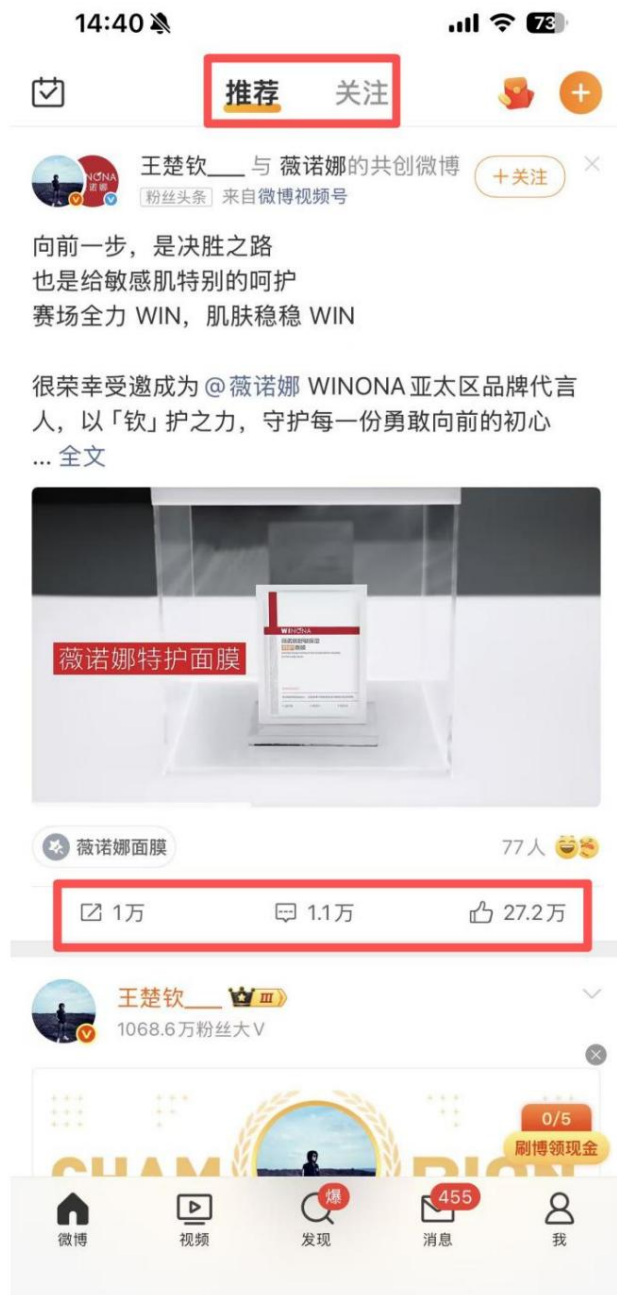 14:40
73
推荐 关注
王楚钦___ 与 薇诺娜的共创微博
粉丝头条 来自微博视频号
+关注
向前一步，是决胜之路
也是给敏感肌特别的呵护
赛场全力 WIN，肌肤稳稳 WIN
很荣幸受邀成为 @薇诺娜 WINONA 亚太区品牌代言
人，以「钦」护之力，守护每一份勇敢向前的初心
... 全文
WINONA
薇诺娜特护面膜
薇诺娜面膜
77人
1万 1.1万 27.2万
王楚钦___ III
1068.6万粉丝大V
0/5
刷博领现金
爆
455
微博 视频 发现 消息 我